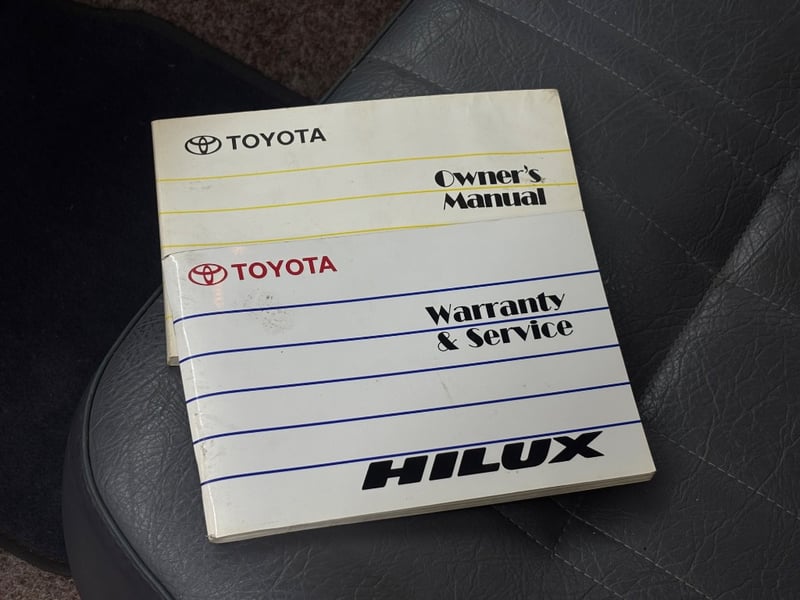 TOYOTA
Owner's
Manual
TOYOTA
Warranty
& Service
HILUX